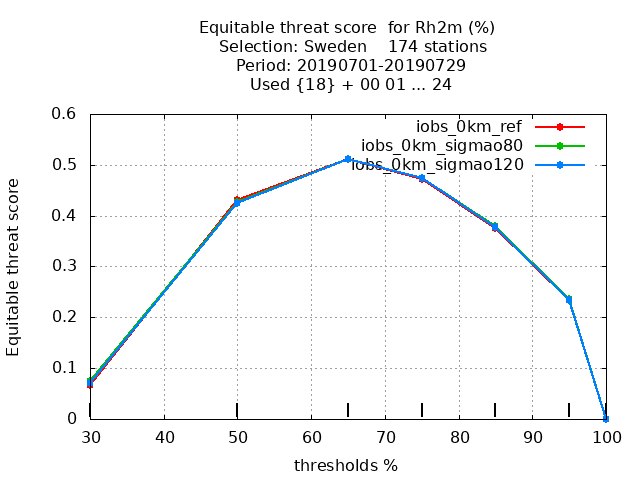 Equitable threat score  for Rh2m (%)
Selection: Sweden    174 stations
Period: 20190701-20190729
Used {18} + 00 01 ... 24
iobs_0km_ref
iobs_0km_sigmao80
iobs_0km_sigmao120
Equitable threat score
0.6
0.5
0.4
0.3
0.2
0.1
0
30 40 50 60 70 80 90 100
thresholds %